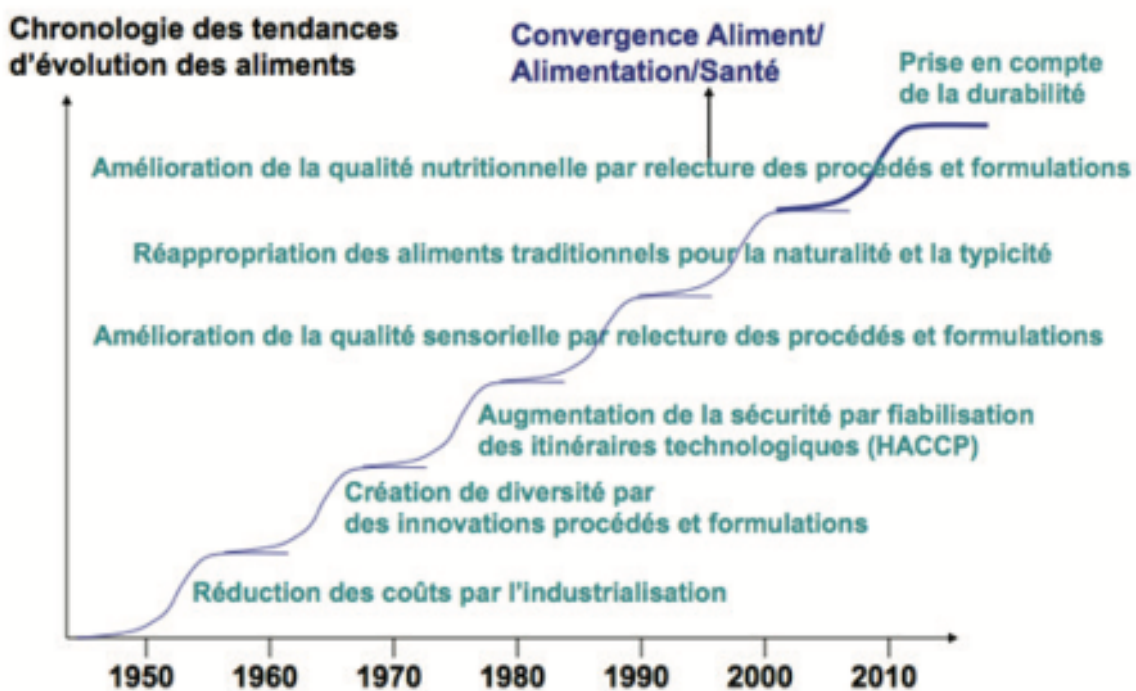 Chronologie des tendances
d'évolution des aliments
Convergence Aliment/
Alimentation/Santé
Prise en compte
de la durabilité
Amélioration de la qualité nutritionnelle par relecture des procédés et formulations
Réappropriation des aliments traditionnels pour la naturalité et la typicité
Amélioration de la qualité sensorielle par relecture des procédés et formulations
Augmentation de la sécurité par fiabilisation
des itinéraires technologiques (HACCP)
Création de diversité par
des innovations procédés et formulations
Réduction des coûts par l'industrialisation
1950 1960 1970 1980 1990 2000 2010